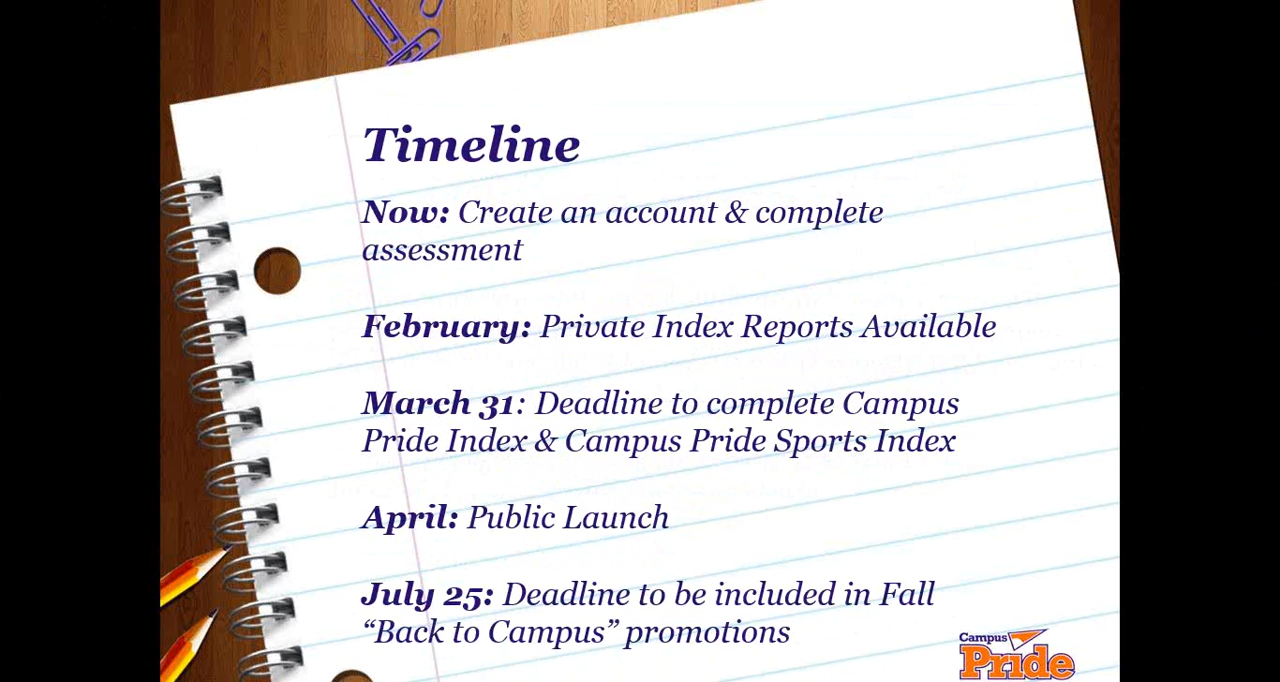 Timeline
Now: Create an account & complete
assessment
February: Private Index Reports Available
March 31: Deadline to complete Campus
Pride Index & Campus Pride Sports Index
April: Public Launch
July 25: Deadline to be included in Fall
“Back to Campus” promotions
Campus
Pride